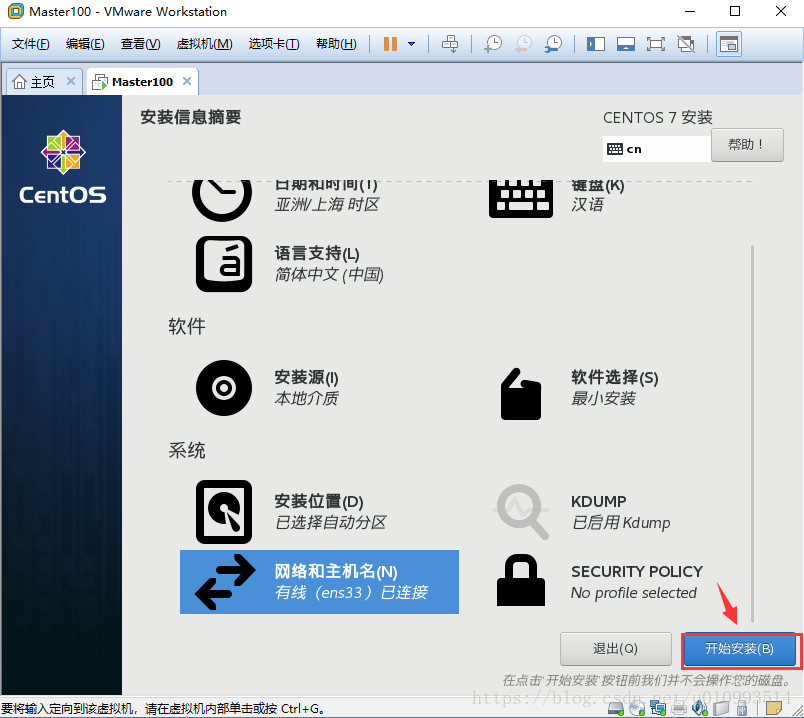 Master100 - VMware Workstation
文件(F) 编辑(E) 查看(V) 虚拟机(M) 选项卡(T) 帮助(H)
主页 Master100
安装信息摘要
CENTOS 7 安装
cn
帮助！
CentOS
日期和时间(T)
亚洲/上海 时区
键盘(K)
汉语
语言支持(L)
简体中文 (中国)
软件
安装源(I)
本地介质
软件选择(S)
最小安装
系统
安装位置(D)
已选择自动分区
KDUMP
已启用 Kdump
网络和主机名(N)
有线（ens33）已连接
SECURITY POLICY
No profile selected
退出(Q)
开始安装(B)
在点击'开始安装'按钮前我们并不会操作您的磁盘。
https://blog.csdn.net/u010993514
要将输入定向到该虚拟机，请在虚拟机内部单击或按 Ctrl+G。